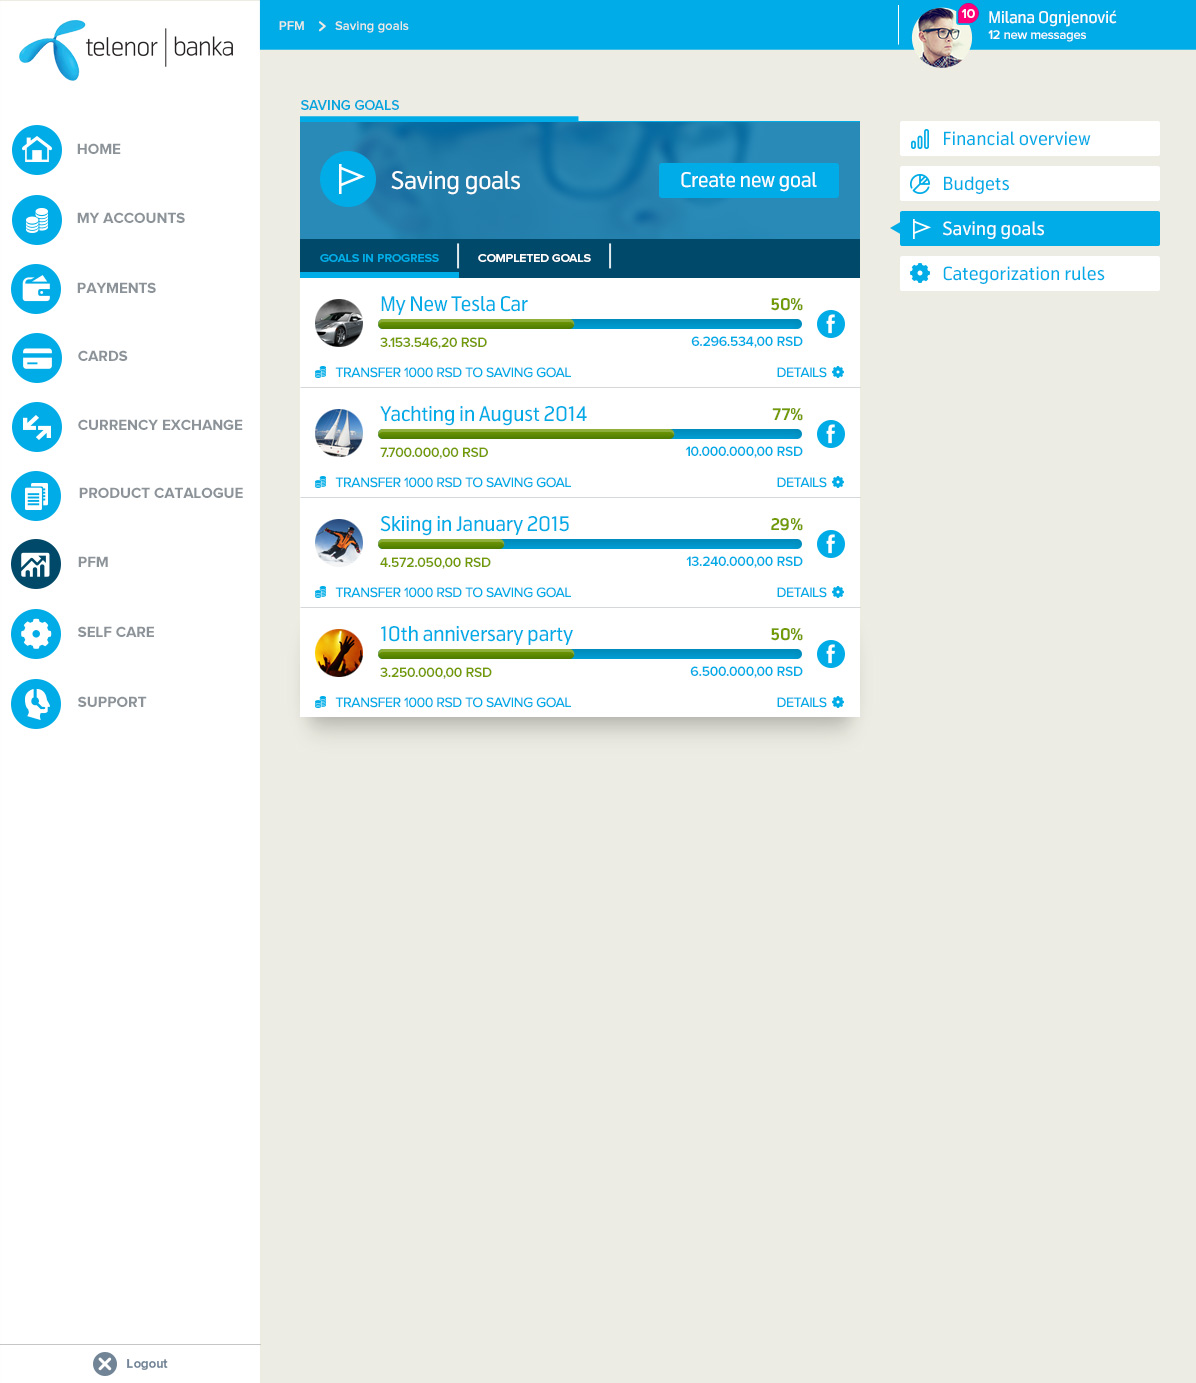 telenor | banka
PFM > Saving goals
10
Milana Ognjenović
12 new messages
HOME
MY ACCOUNTS
PAYMENTS
CARDS
CURRENCY EXCHANGE
PRODUCT CATALOGUE
PFM
SELF CARE
SUPPORT
Logout
SAVING GOALS
Saving goals
Create new goal
GOALS IN PROGRESS
COMPLETED GOALS
My New Tesla Car 50%
3.153.546,20 RSD 6.296.534,00 RSD
TRANSFER 1000 RSD TO SAVING GOAL DETAILS
Yachting in August 2014 77%
7.700.000,00 RSD 10.000.000,00 RSD
TRANSFER 1000 RSD TO SAVING GOAL DETAILS
Skiing in January 2015 29%
4.572.050,00 RSD 13.240.000,00 RSD
TRANSFER 1000 RSD TO SAVING GOAL DETAILS
10th anniversary party 50%
3.250.000,00 RSD 6.500.000,00 RSD
TRANSFER 1000 RSD TO SAVING GOAL DETAILS
Financial overview
Budgets
Saving goals
Categorization rules